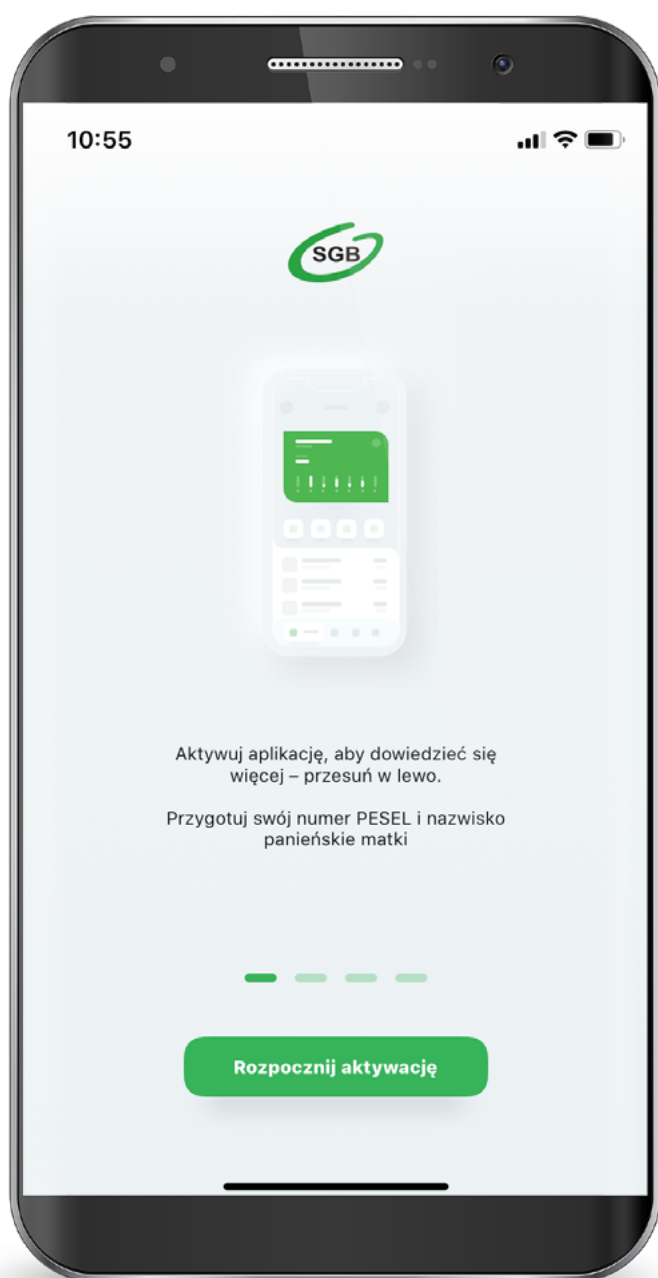 10:55
SGB
Aktywuj aplikację, aby dowiedzieć się
więcej – przesuń w lewo.
Przygotuj swój numer PESEL i nazwisko
panieńskie matki
Rozpocznij aktywację